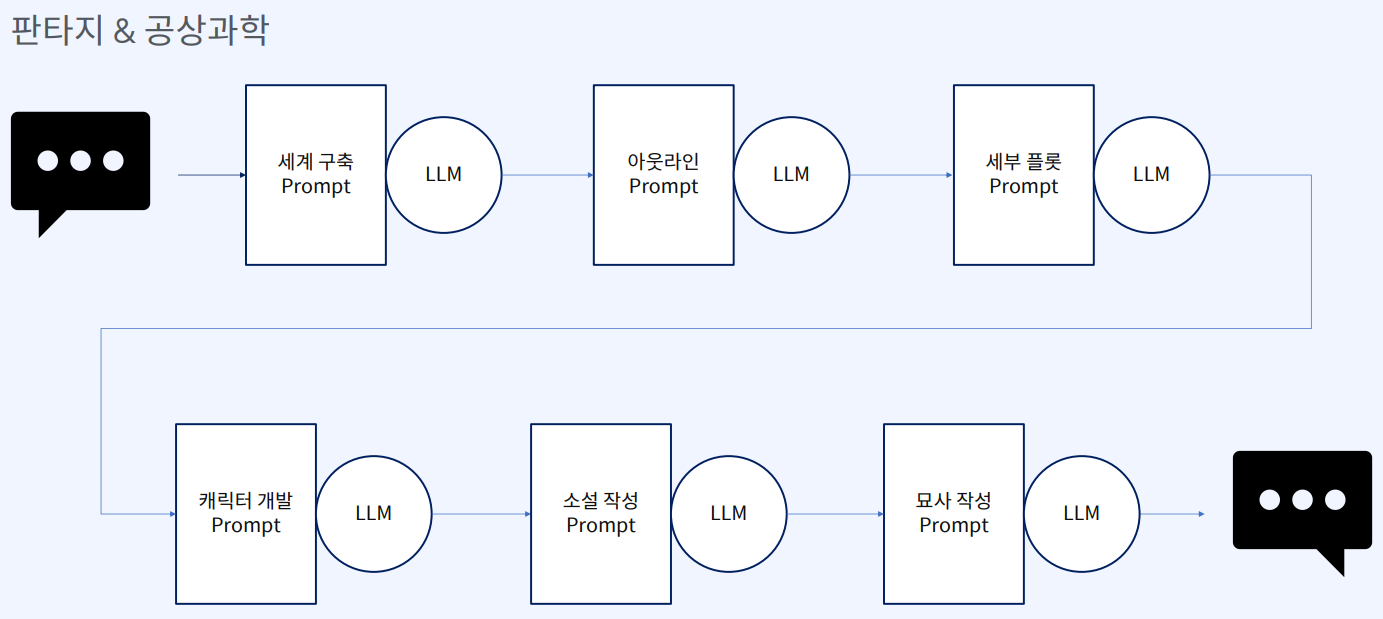 판타지 & 공상과학
세계 구축
Prompt
LLM
아웃라인
Prompt
LLM
세부 플롯
Prompt
LLM
캐릭터 개발
Prompt
LLM
소설 작성
Prompt
LLM
묘사 작성
Prompt
LLM